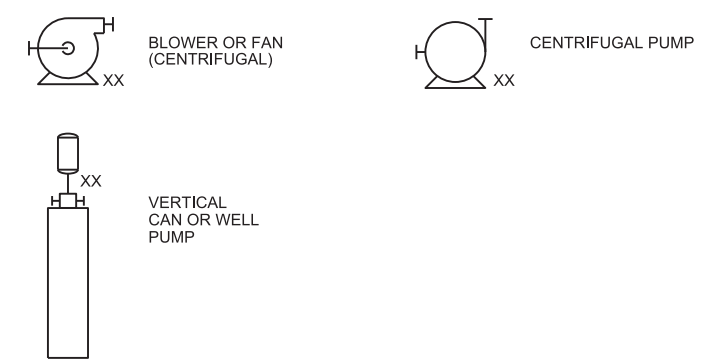 BLOWER OR FAN
(CENTRIFUGAL)
XX
CENTRIFUGAL PUMP
XX
XX
VERTICAL
CAN OR WELL
PUMP